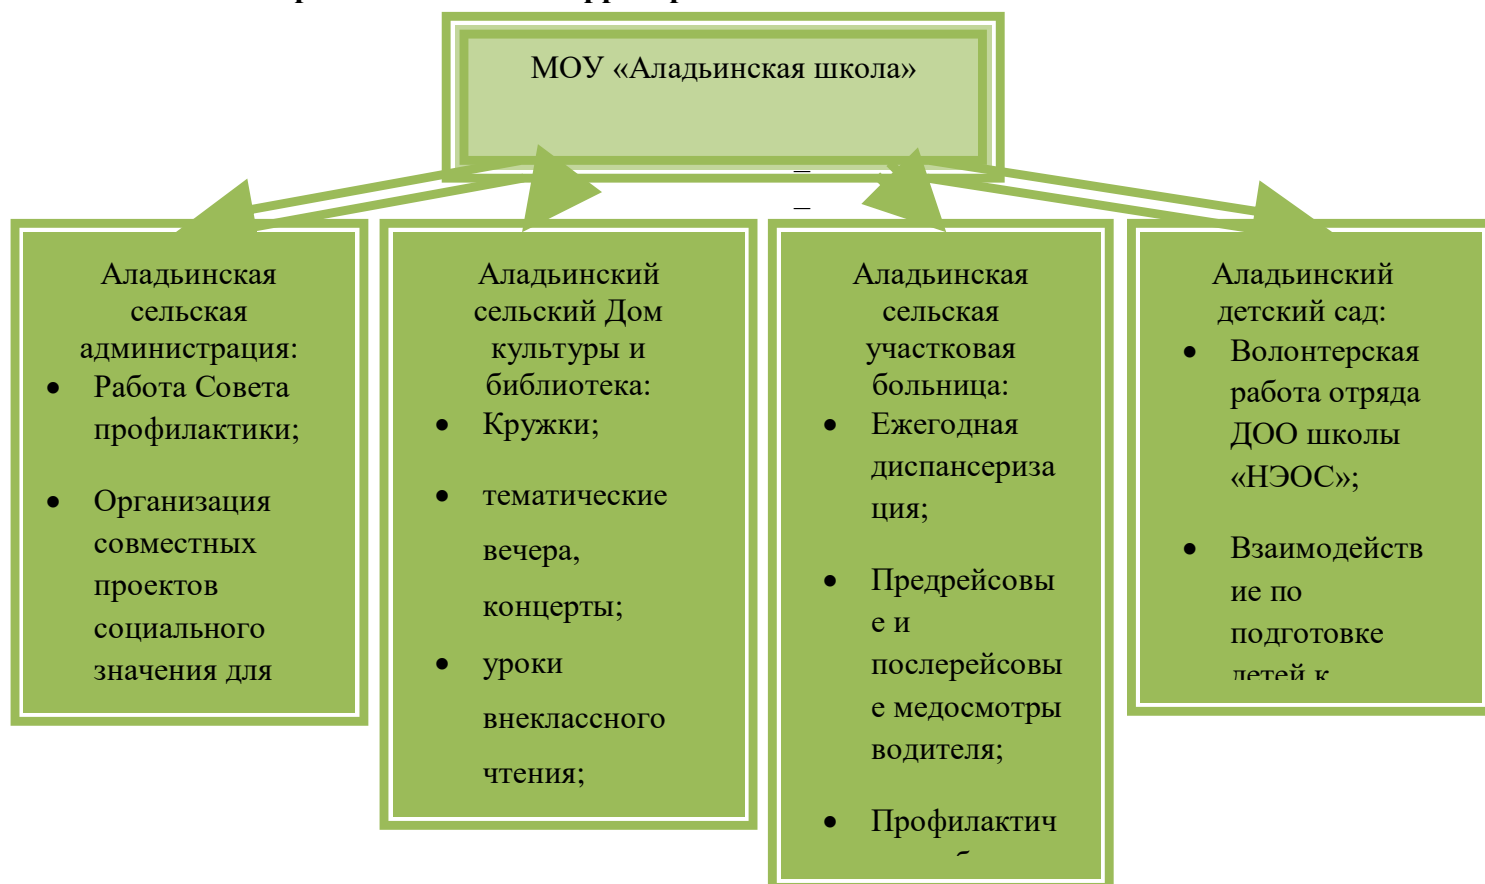 МОУ «Аладьинская школа»
–
–
Аладьинская
сельская
администрация:
• Работа Совета
профилактики;
• Организация
совместных
проектов
социального
значения для
Аладьинский
сельский Дом
культуры и
библиотека:
• Кружки;
• тематические
вечера,
концерты;
• уроки
внеклассного
чтения;
Аладьинская
сельская
участковая
больница:
• Ежегодная
диспансериза
ция;
• Предрейсовы
е и
послерейсовы
е медосмотры
водителя;
• Профилактич
Аладьинский
детский сад:
• Волонтерская
работа отряда
ДОО школы
«НЭОС»;
• Взаимодейств
ие по
подготовке
детей к